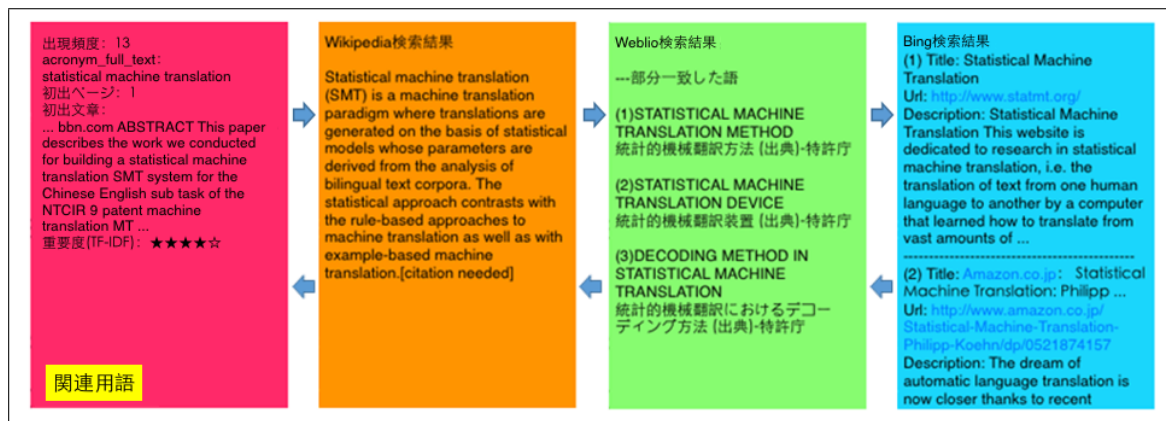 出現頻度: 13
acronym_full_text:
statistical machine translation
初出ページ: 1
初出文章:
... bbn.com ABSTRACT This paper
describes the work we conducted
for building a statistical machine
translation SMT system for the
Chinese English sub task of the
NTCIR 9 patent machine
translation MT ...
重要度(TF-IDF): ★★★★☆
関連用語
Wikipedia検索結果
Statistical machine translation
(SMT) is a machine translation
paradigm where translations are
generated on the basis of statistical
models whose parameters are
derived from the analysis of
bilingual text corpora. The
statistical approach contrasts with
the rule-based approaches to
machine translation as well as with
example-based machine
translation.[citation needed]
Weblio検索結果
---部分一致した語
(1)STATISTICAL MACHINE
TRANSLATION METHOD
統計的機械翻訳方法 (出典)-特許庁
(2)STATISTICAL MACHINE
TRANSLATION DEVICE
統計的機械翻訳装置 (出典)-特許庁
(3)DECODING METHOD IN
STATISTICAL MACHINE
TRANSLATION
統計的機械翻訳におけるデコー
ディング方法 (出典)-特許庁
Bing検索結果
(1) Title: Statistical Machine
Translation
Url: http://www.statmt.org/
Description: Statistical Machine
Translation This website is
dedicated to research in statistical
machine translation, i.e. the
translation of text from one human
language to another by a computer
that learned how to translate from
vast amounts of ...
----------------------------------------------
(2) Title: Amazon.co.jp: Statistical
Machine Translation: Philipp ...
Url: http://www.amazon.co.jp/
Statistical-Machine-Translation-
Philipp-Koehn/dp/0521874157
Description: The dream of
automatic language translation is
now closer thanks to recent